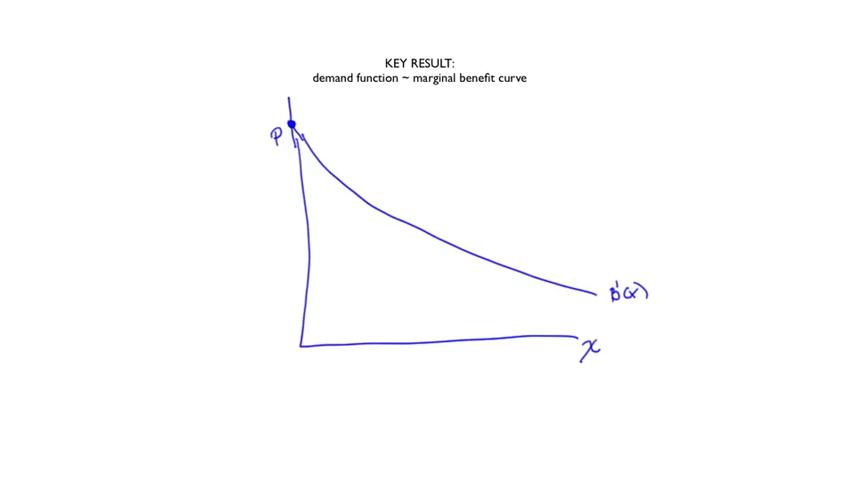 KEY RESULT:
demand function ~ marginal benefit curve
P
B'(x)
x